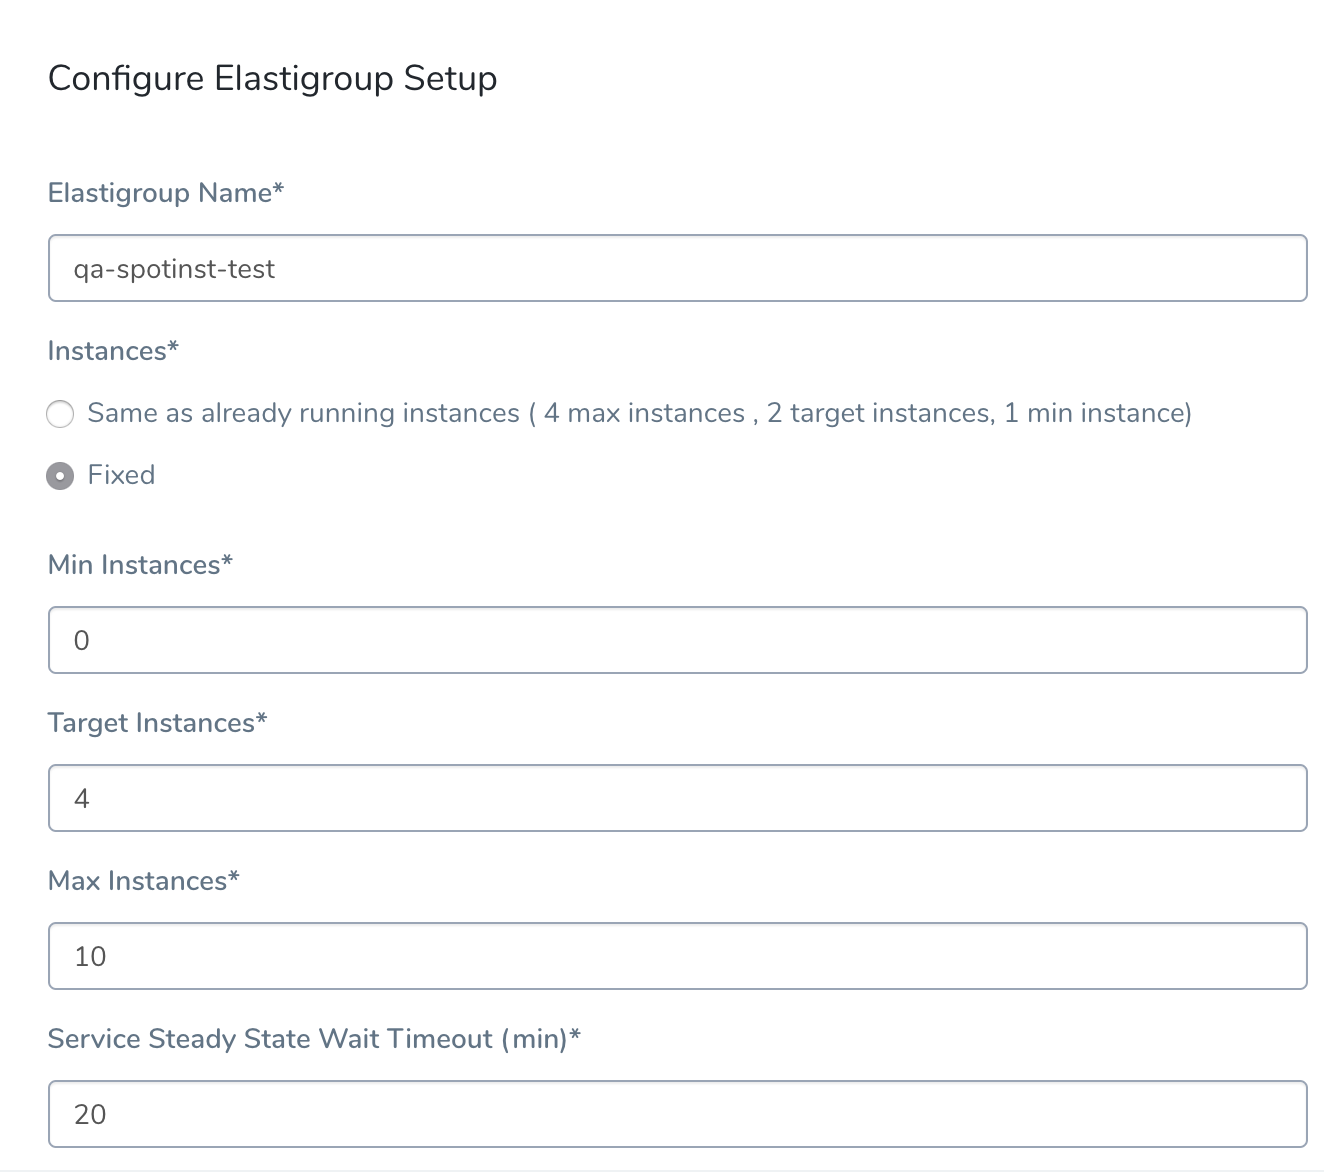 Configure Elastigroup Setup
Elastigroup Name*
qa-spotinst-test
Instances*
Same as already running instances ( 4 max instances , 2 target instances, 1 min instance)
Fixed
Min Instances*
0
Target Instances*
4
Max Instances*
10
Service Steady State Wait Timeout (min)*
20